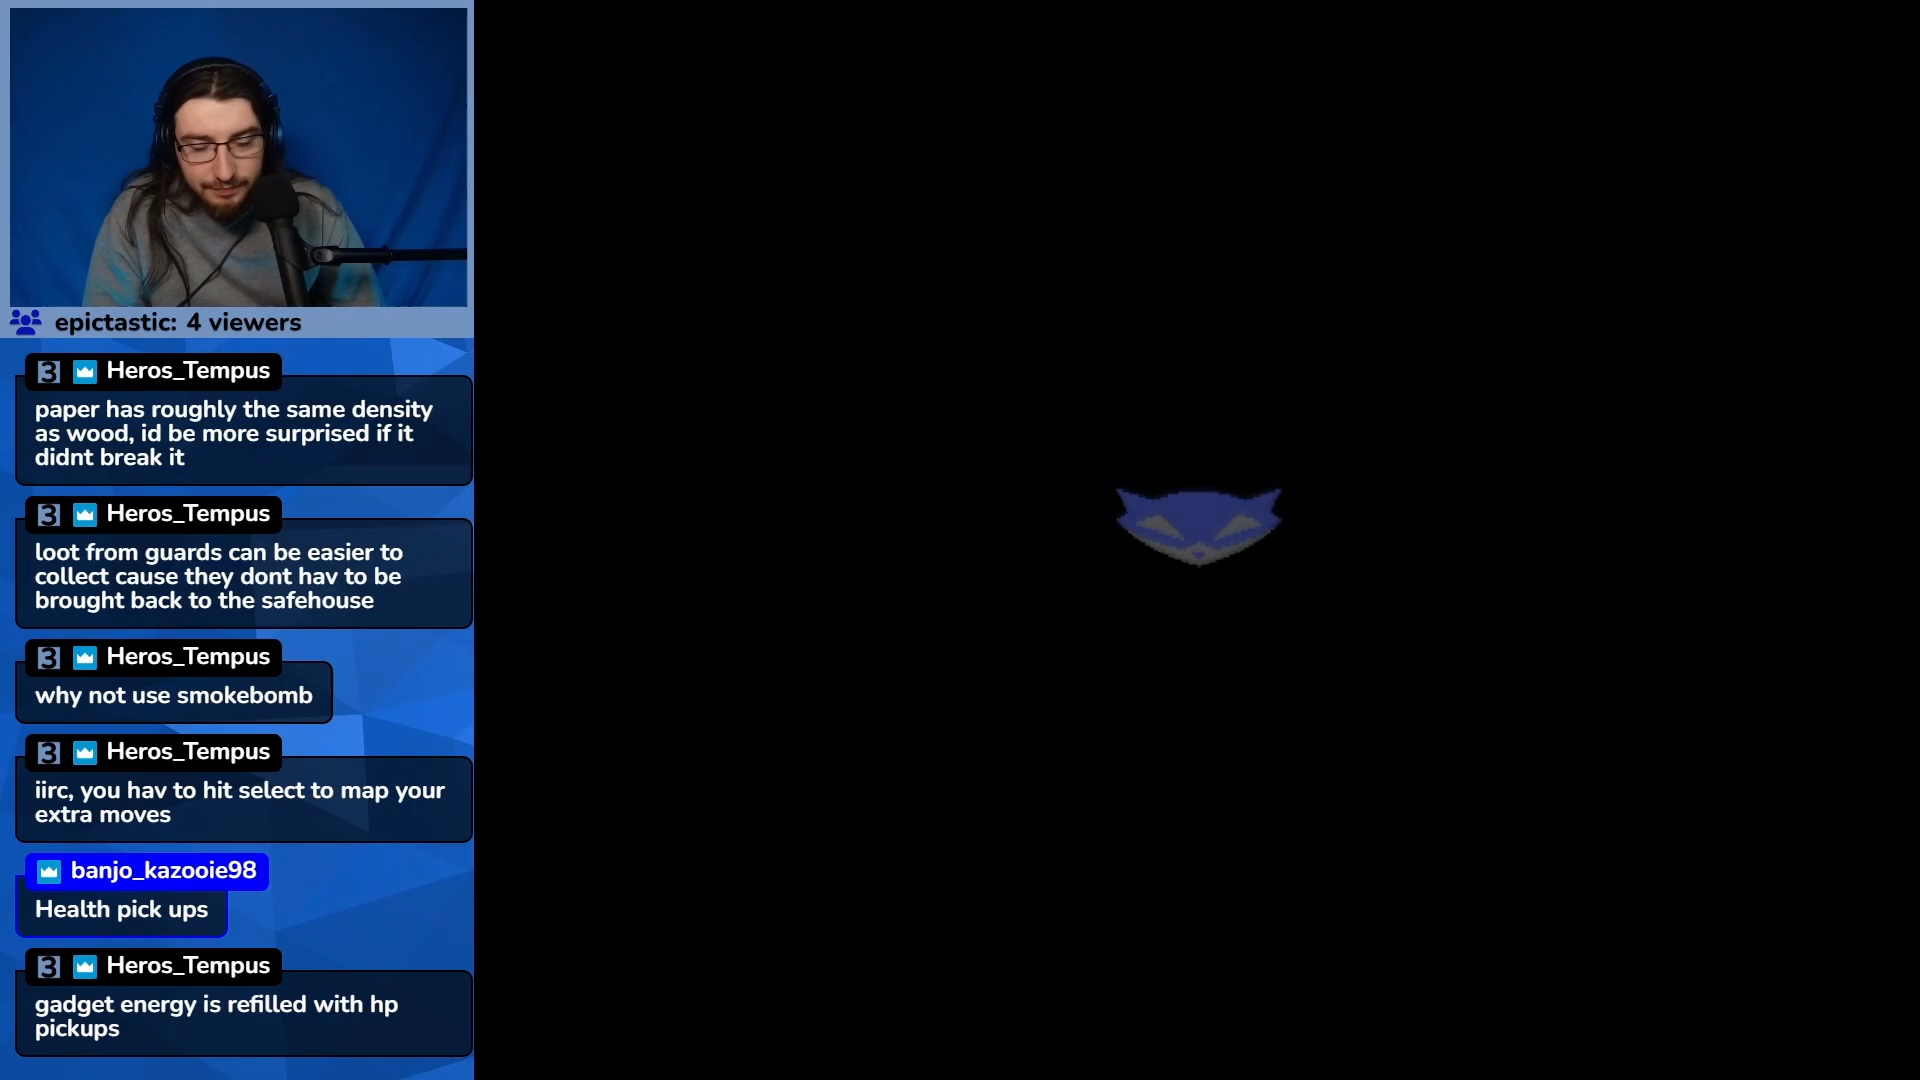 epictastic: 4 viewers
3 Heros_Tempus
paper has roughly the same density
as wood, id be more surprised if it
didnt break it
3 Heros_Tempus
loot from guards can be easier to
collect cause they dont hav to be
brought back to the safehouse
3 Heros_Tempus
why not use smokebomb
3 Heros_Tempus
iirc, you hav to hit select to map your
extra moves
banjo_kazooie98
Health pick ups
3 Heros_Tempus
gadget energy is refilled with hp
pickups